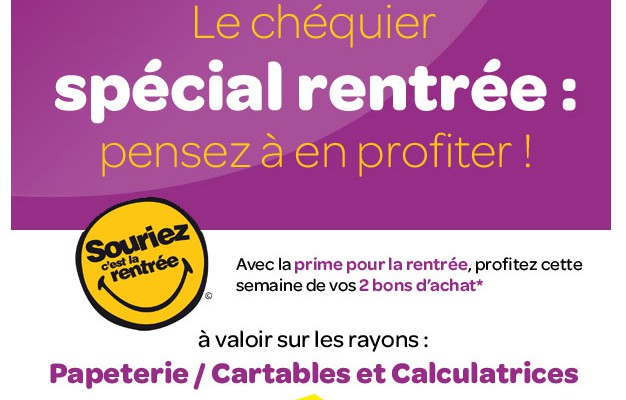 Le chéquier
spécial rentrée :
pensez à en profiter !
Souriez
c'est la
rentrée
©
Avec la prime pour la rentrée, profitez cette
semaine de vos 2 bons d'achat*
à valoir sur les rayons :
Papeterie / Cartables et Calculatrices